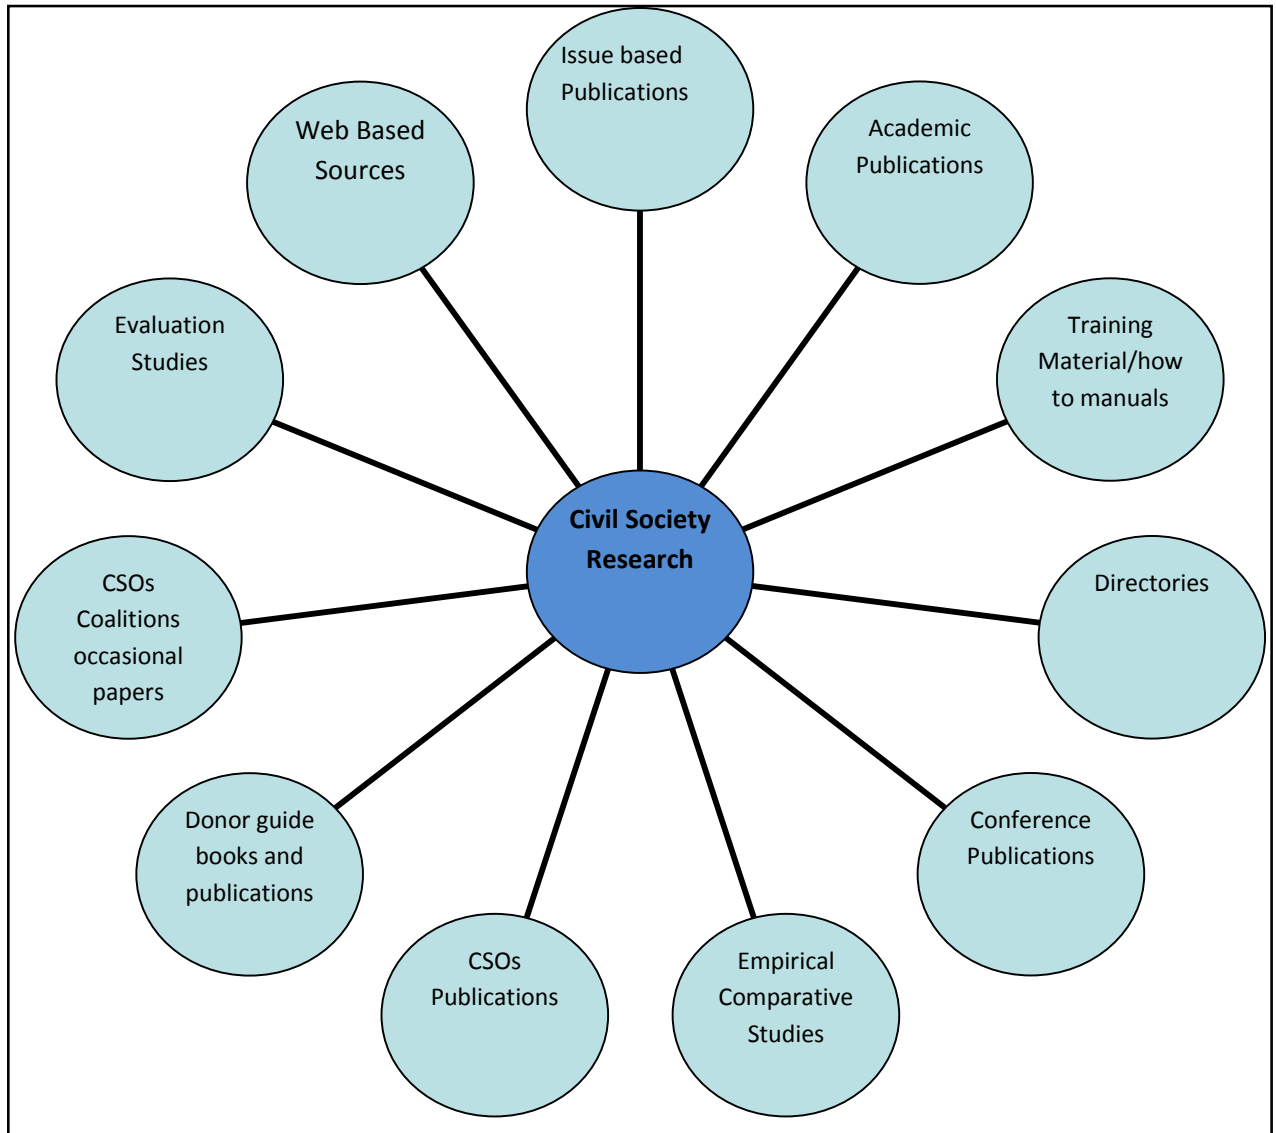 Issue based
Publications
Academic
Publications
Training
Material/how
to manuals
Directories
Conference
Publications
Empirical
Comparative
Studies
CSOs
Publications
Donor guide
books and
publications
CSOs
Coalitions
occasional
papers
Evaluation
Studies
Web Based
Sources
Civil Society
Research